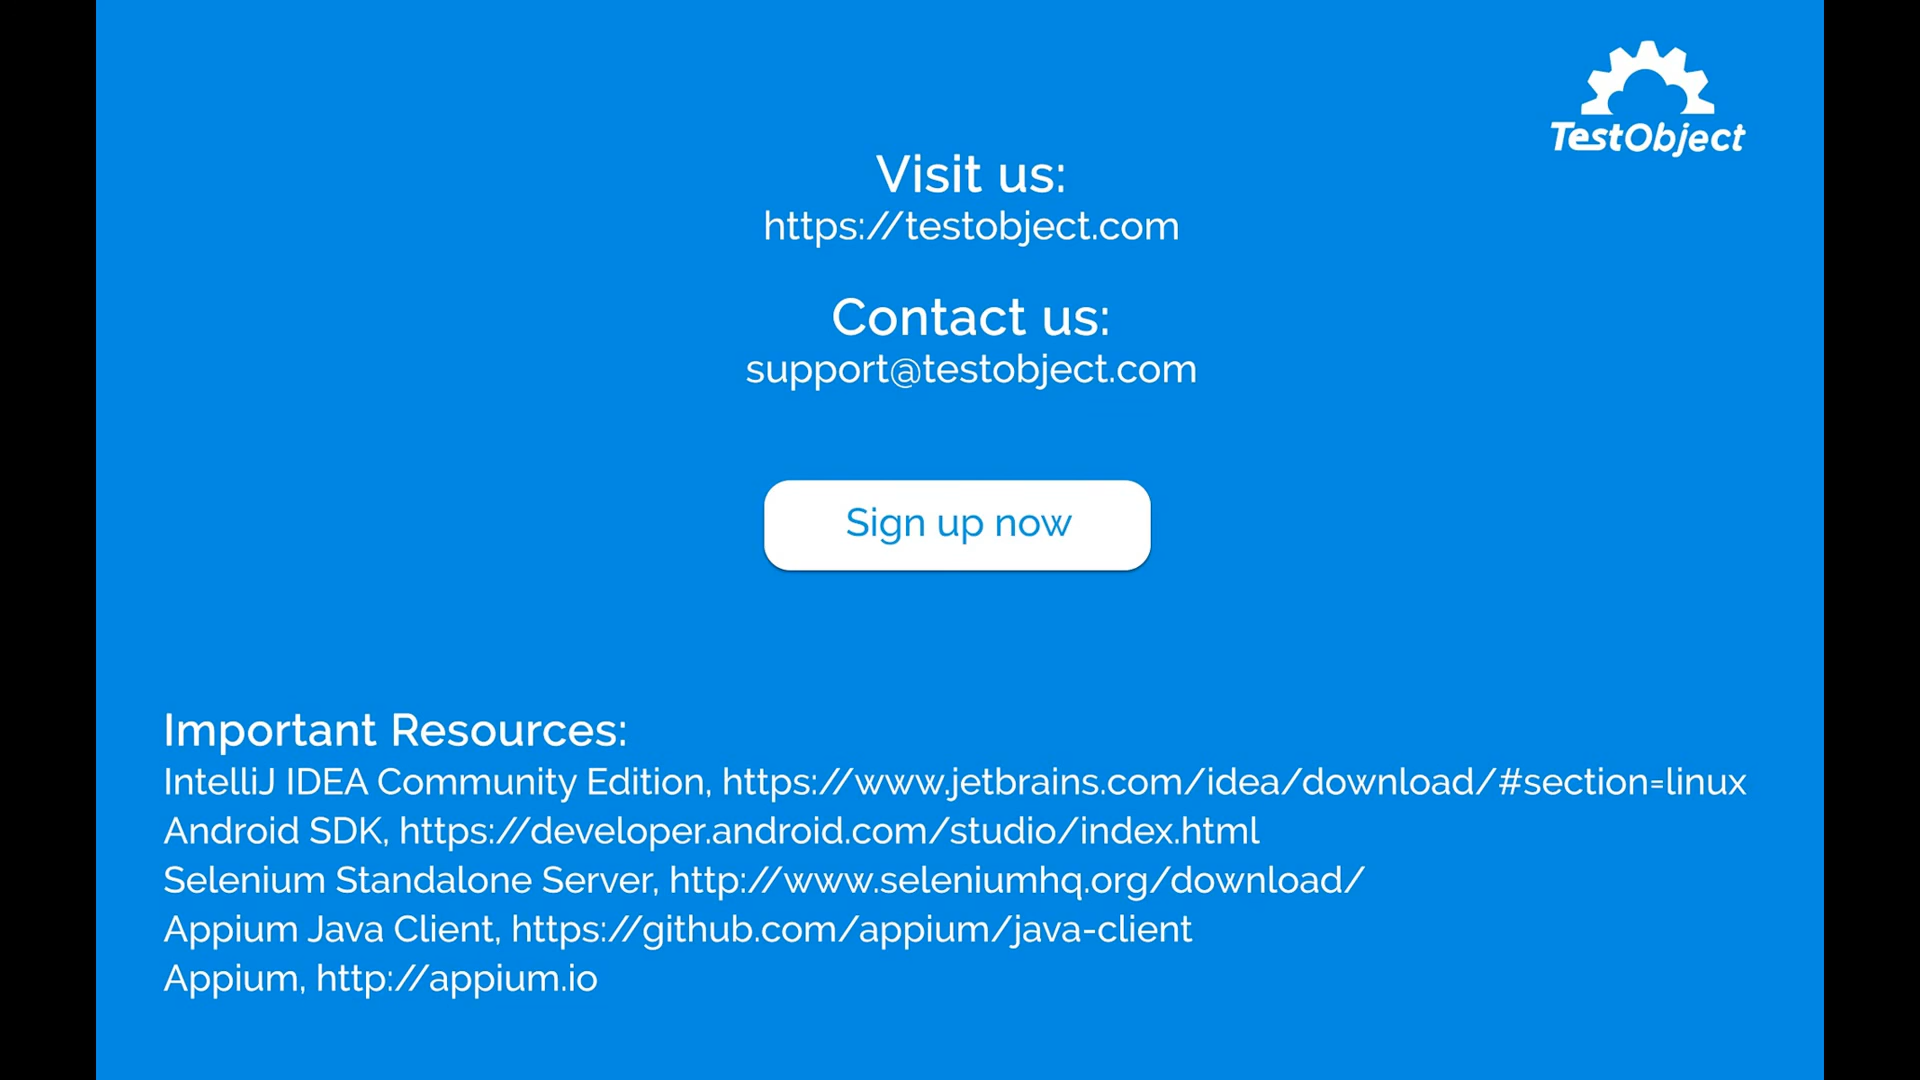 TestObject
Visit us:
https://testobject.com
Contact us:
support@testobject.com
Sign up now
Important Resources:
IntelliJ IDEA Community Edition, https://www.jetbrains.com/idea/download/#section=linux
Android SDK, https://developer.android.com/studio/index.html
Selenium Standalone Server, http://www.seleniumhq.org/download/
Appium Java Client, https://github.com/appium/java-client
Appium, http://appium.io